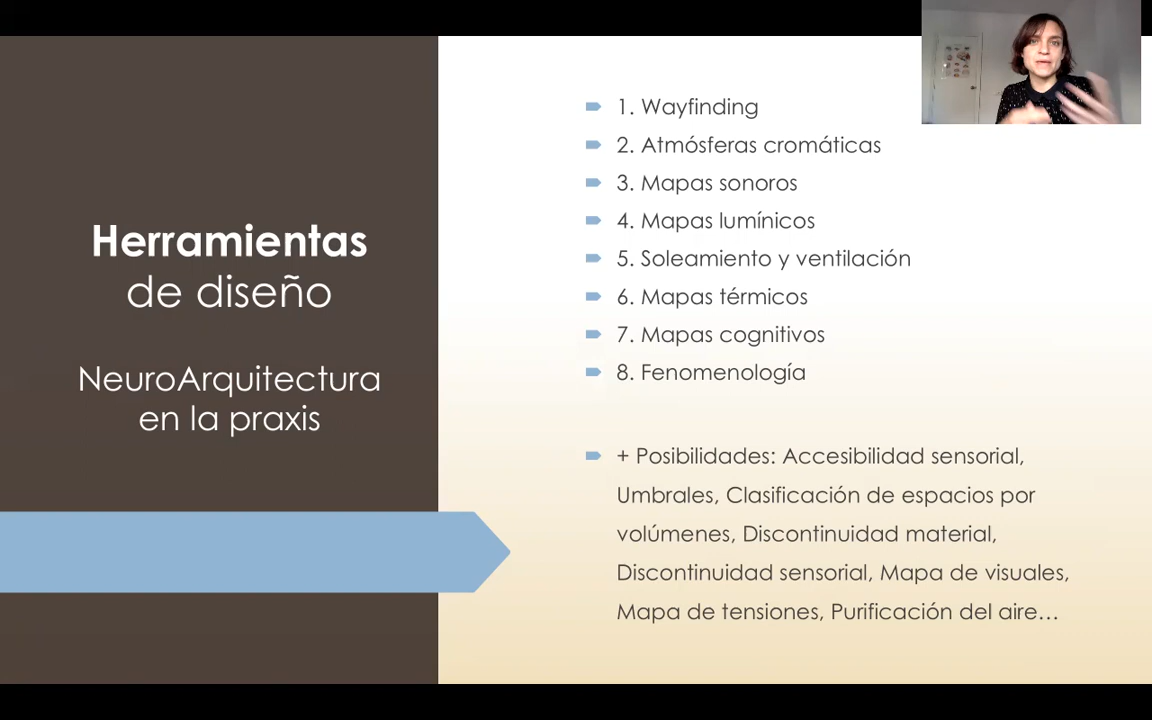 Herramientas
de diseño
NeuroArquitectura
en la praxis
1. Wayfinding
2. Atmósferas cromáticas
3. Mapas sonoros
4. Mapas lumínicos
5. Soleamiento y ventilación
6. Mapas térmicos
7. Mapas cognitivos
8. Fenomenología
+ Posibilidades: Accesibilidad sensorial,
Umbrales, Clasificación de espacios por
volúmenes, Discontinuidad material,
Discontinuidad sensorial, Mapa de visuales,
Mapa de tensiones, Purificación del aire…